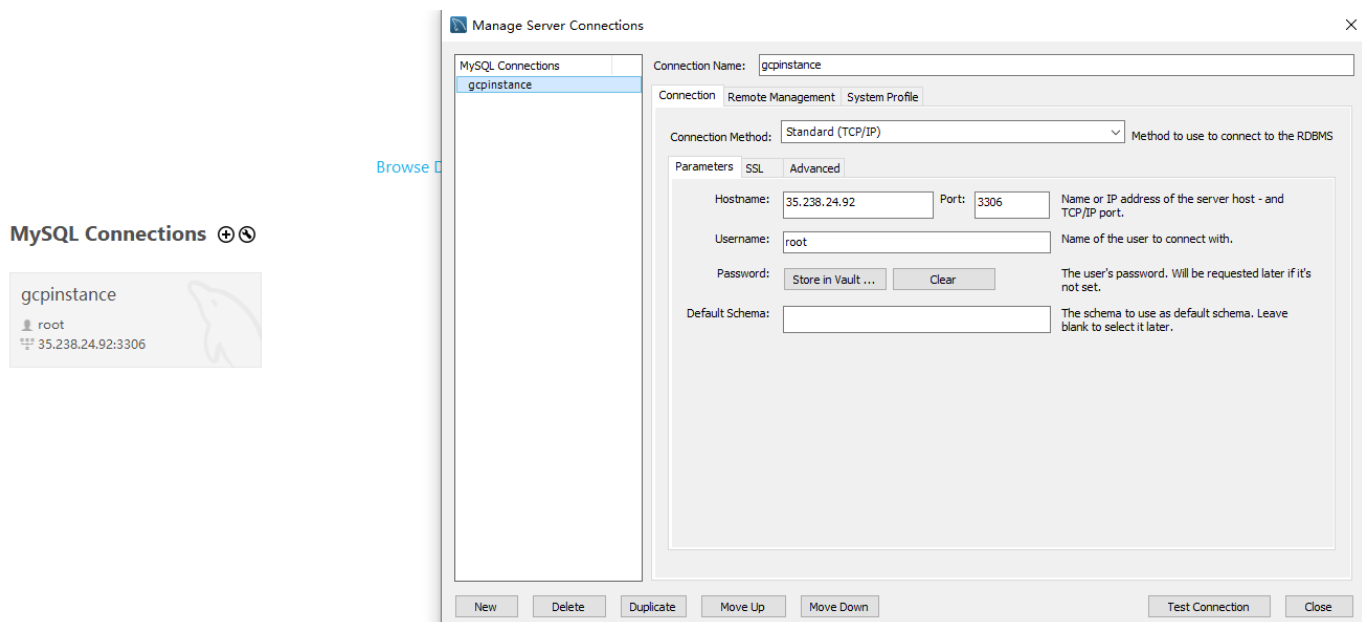 Browse D
MySQL Connections
gcpinstance
root
35.238.24.92:3306
Manage Server Connections
MySQL Connections
gcpinstance
Connection Name: gcpinstance
Connection Remote Management System Profile
Connection Method: Standard (TCP/IP) Method to use to connect to the RDBMS
Parameters SSL Advanced
Hostname: 35.238.24.92 Port: 3306 Name or IP address of the server host - and
TCP/IP port.
Username: root Name of the user to connect with.
Password: Store in Vault ... Clear The user's password. Will be requested later if it's
not set.
Default Schema: The schema to use as default schema. Leave
blank to select it later.
New Delete Duplicate Move Up Move Down Test Connection Close